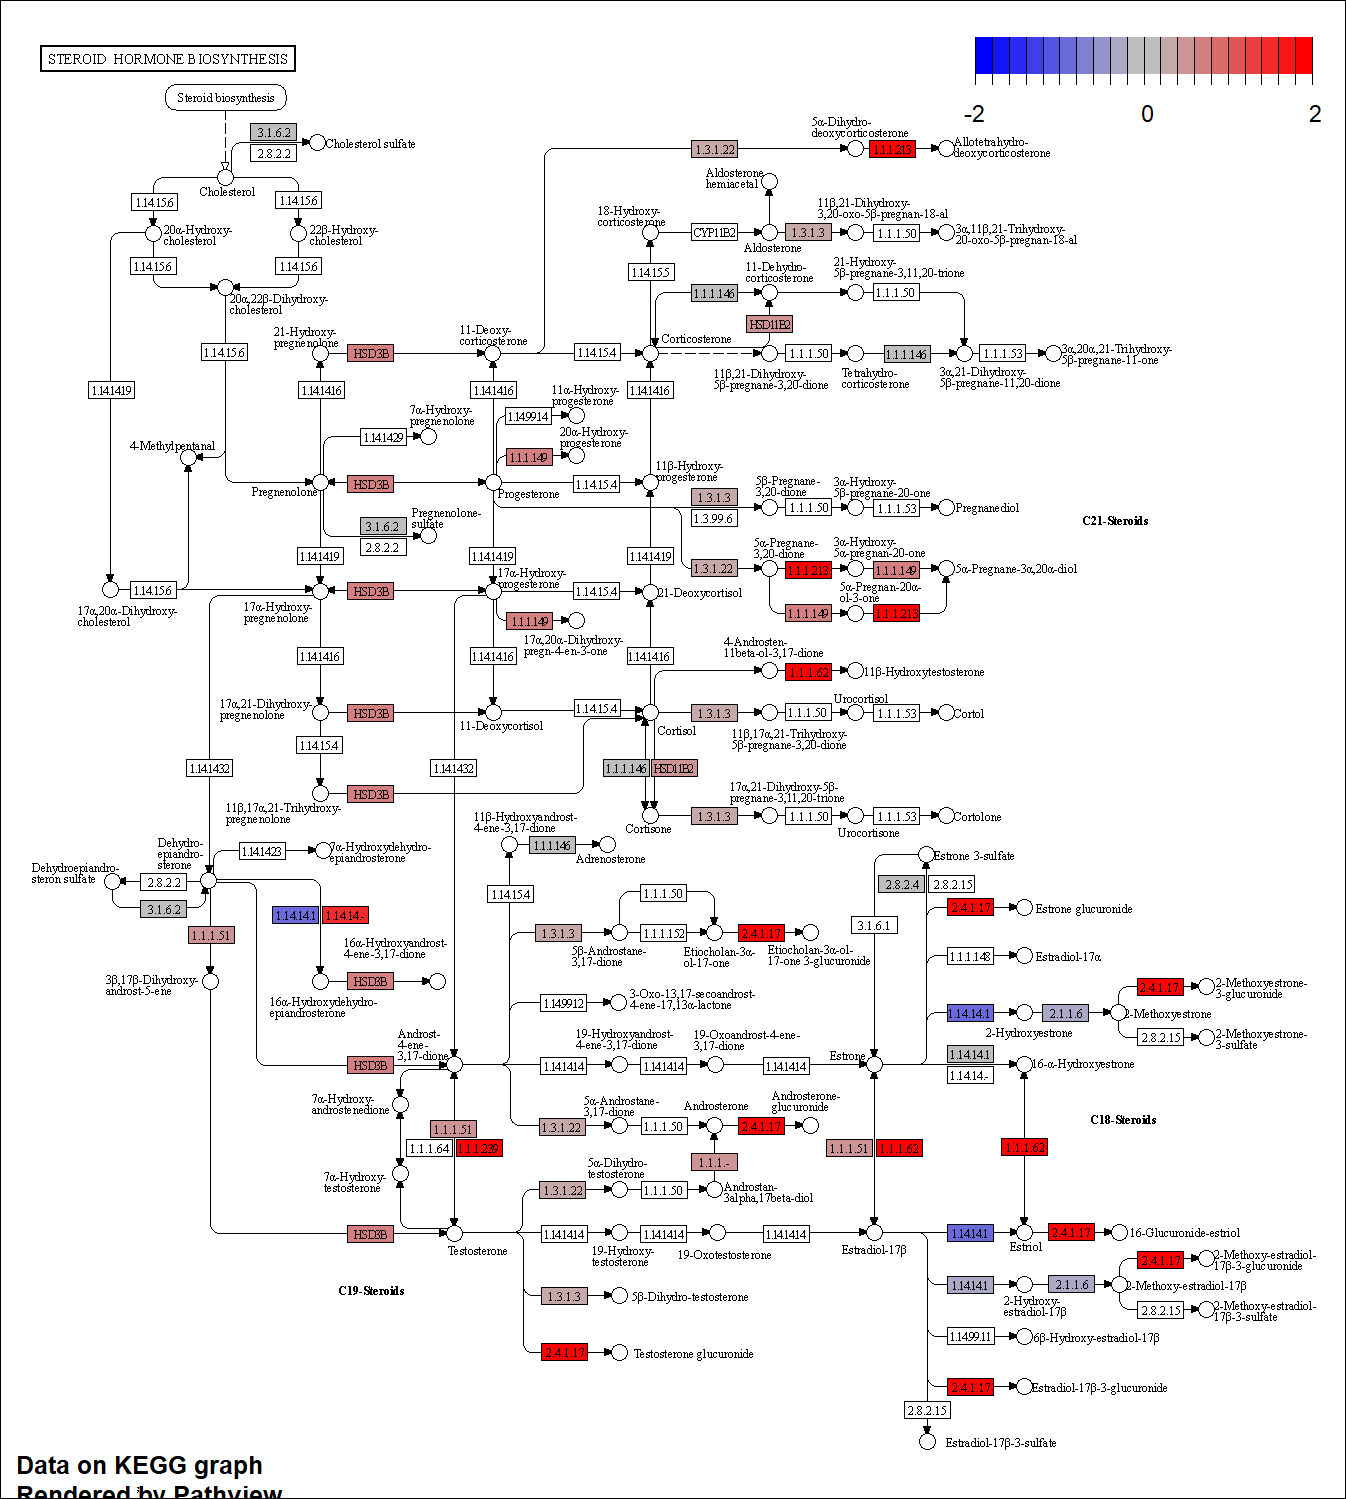 STEROID HORMONE BIOSYNTHESIS
-2
0
2
Steroid biosynthesis
3.1.6.2
2.8.2.2
Cholesterol sulfate
Cholesterol
1.14.15.6
1.14.15.6
20α-Hydroxy-
cholesterol
22β-Hydroxy-
cholesterol
1.14.15.6
1.14.15.6
20α,22β-Dihydroxy-
cholesterol
1.14.15.6
1.14.14.19
4-Methylpentanal
1.14.15.6
17α,20α-Dihydroxy-
cholesterol
5α-Dihydro-
deoxycorticosterone
1.3.1.22
1.1.1.213
Allotetrahydro-
deoxycorticosterone
Aldosterone
hemiacetal
18-Hydroxy-
corticosterone
CYP11B2
Aldosterone
11β,21-Dihydroxy-
3,20-oxo-5β-pregnan-18-al
1.3.1.3
1.1.1.50
3α,11β,21-Trihydroxy-
20-oxo-5β-pregnan-18-al
1.14.15.5
11-Dehydro-
corticosterone
21-Hydroxy-
5β-pregnane-3,11,20-trione
1.1.1.146
1.1.1.50
HSD11B2
21-Hydroxy-
pregnenolone
HSD3B
11-Deoxy-
corticosterone
1.14.15.4
Corticosterone
1.1.1.50
1.1.1.146
1.1.1.53
3α,20α,21-Trihydroxy-
5β-pregnane-11-one
11β,21-Dihydroxy-
5β-pregnane-3,20-dione
Tetrahydro-
corticosterone
3α,21-Dihydroxy-
5β-pregnane-11,20-dione
1.14.14.16
1.14.14.16
1.14.14.16
7α-Hydroxy-
pregnenolone
1.14.14.29
11α-Hydroxy-
progesterone
1.14.99.14
20α-Hydroxy-
progesterone
1.1.1.149
Pregnenolone
HSD3B
Progesterone
1.14.15.4
11β-Hydroxy-
progesterone
3.1.6.2
2.8.2.2
Pregnenolone-
sulfate
1.3.1.3
1.3.99.6
5β-Pregnane-
3,20-dione
1.1.1.50
3α-Hydroxy-
5β-pregnane-20-one
1.1.1.53
Pregnanediol
C21-Steroids
1.14.14.19
1.14.14.19
1.14.14.19
1.3.1.22
5α-Pregnane-
3,20-dione
1.1.1.213
3α-Hydroxy-
5α-pregnan-20-one
1.1.1.149
5α-Pregnane-3α,20α-diol
5α-Pregnan-20α-
ol-3-one
1.1.1.149
1.1.1.213
17α-Hydroxy-
pregnenolone
HSD3B
17α-Hydroxy-
progesterone
1.14.15.4
21-Deoxycortisol
1.1.1.149
17α,20α-Dihydroxy-
pregn-4-en-3-one
1.14.14.16
1.14.14.16
1.14.14.16
4-Androsten-
11beta-ol-3,17-dione
1.1.1.62
11β-Hydroxytestosterone
17α,21-Dihydroxy-
pregnenolone
HSD3B
11-Deoxycortisol
1.14.15.4
Cortisol
1.3.1.3
11β,17α,21-Trihydroxy-
5β-pregnane-3,20-dione
1.1.1.50
Urocortisol
1.1.1.53
Cortol
1.14.15.4
1.14.14.32
1.14.14.32
1.1.1.146
HSD11B2
11β,17α,21-Trihydroxy-
pregnenolone
HSD3B
17α,21-Dihydroxy-5β-
pregnane-3,11,20-trione
Cortisone
1.3.1.3
1.1.1.50
Urocortisone
1.1.1.53
Cortolone
11β-Hydroxyandrost-
4-ene-3,17-dione
1.1.1.146
Adrenosterone
Dehydro-
epiandro-
sterone
1.14.14.23
7α-Hydroxydehydro-
epiandrosterone
Dehydroepiandro-
steron sulfate
2.8.2.2
3.1.6.2
1.1.1.51
1.14.14.1
1.14.14.-
16α-Hydroxyandrost-
4-ene-3,17-dione
HSD3B
16α-Hydroxydehydro-
epiandrosterone
3β,17β-Dihydroxy-
androst-5-ene
1.14.15.4
1.1.1.50
1.3.1.3
1.1.1.152
2.4.1.17
5β-Androstane-
3,17-dione
Etiocholan-3α-
ol-17-one
Etiocholan-3α-ol-
17-one 3-glucuronide
1.14.99.12
3-Oxo-13,17-secoandrost-
4-ene-17,13α-lactone
Estrone 3-sulfate
2.8.2.4
2.8.2.15
2.4.1.17
Estrone glucuronide
3.1.6.1
1.1.1.148
Estradiol-17α
1.14.14.1
2-Hydroxyestrone
2.1.1.6
2-Methoxyestrone
2.4.1.17
2-Methoxyestrone-
3-glucuronide
2.8.2.15
2-Methoxyestrone-
3-sulfate
Androst-
4-ene-
3,17-dione
HSD3B
19-Hydroxyandrost-
4-ene-3,17-dione
19-Oxoandrost-4-ene-
3,17-dione
1.14.14.14
1.14.14.14
1.14.14.14
Estrone
1.14.14.1
1.14.14.-
16-α-Hydroxyestrone
7α-Hydroxy-
androstenedione
5α-Androstane-
3,17-dione
1.3.1.22
1.1.1.50
Androsterone
2.4.1.17
Androsterone-
glucuronide
1.1.1.51
1.1.1.64
1.1.1.239
1.1.1.-
1.1.1.51
1.1.1.62
1.1.1.62
C18-Steroids
7α-Hydroxy-
testosterone
5α-Dihydro-
testosterone
1.3.1.22
1.1.1.50
Androstan-
3alpha,17beta-diol
HSD3B
Testosterone
1.14.14.14
19-Hydroxy-
testosterone
1.14.14.14
19-Oxotestosterone
1.14.14.14
Estradiol-17β
1.14.14.1
Estriol
2.4.1.17
16-Glucuronide-estriol
C19-Steroids
1.3.1.3
5β-Dihydro-testosterone
2.4.1.17
Testosterone glucuronide
1.14.14.1
2-Hydroxy-
estradiol-17β
2.1.1.6
2-Methoxy-estradiol-17β
2.4.1.17
2-Methoxy-estradiol-
17β-3-glucuronide
2.8.2.15
2-Methoxy-estradiol-
17β-3-sulfate
1.14.99.11
6β-Hydroxy-estradiol-17β
2.4.1.17
Estradiol-17β-3-glucuronide
2.8.2.15
Estradiol-17β-3-sulfate
Data on KEGG graph
Rendered by Pathview